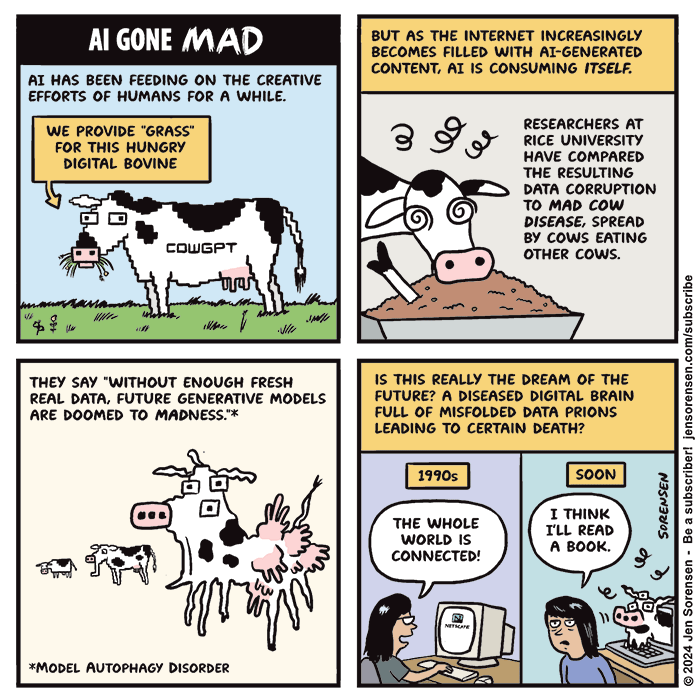 AI GONE MAD
AI HAS BEEN FEEDING ON THE CREATIVE
EFFORTS OF HUMANS FOR A WHILE.
WE PROVIDE "GRASS"
FOR THIS HUNGRY
DIGITAL BOVINE
COWGPT
BUT AS THE INTERNET INCREASINGLY
BECOMES FILLED WITH AI-GENERATED
CONTENT, AI IS CONSUMING ITSELF.
RESEARCHERS AT
RICE UNIVERSITY
HAVE COMPARED
THE RESULTING
DATA CORRUPTION
TO MAD COW
DISEASE, SPREAD
BY COWS EATING
OTHER COWS.
THEY SAY "WITHOUT ENOUGH FRESH
REAL DATA, FUTURE GENERATIVE MODELS
ARE DOOMED TO MADNESS."*
*MODEL AUTOPHAGY DISORDER
IS THIS REALLY THE DREAM OF THE
FUTURE? A DISEASED DIGITAL BRAIN
FULL OF MISFOLDED DATA PRIONS
LEADING TO CERTAIN DEATH?
1990s
THE WHOLE
WORLD IS
CONNECTED!
N
NETSCAPE
SOON
I THINK
I'LL READ
A BOOK.
SORENSEN
© 2024 Jen Sorensen - Be a subscriber! jensorensen.com/subscribe